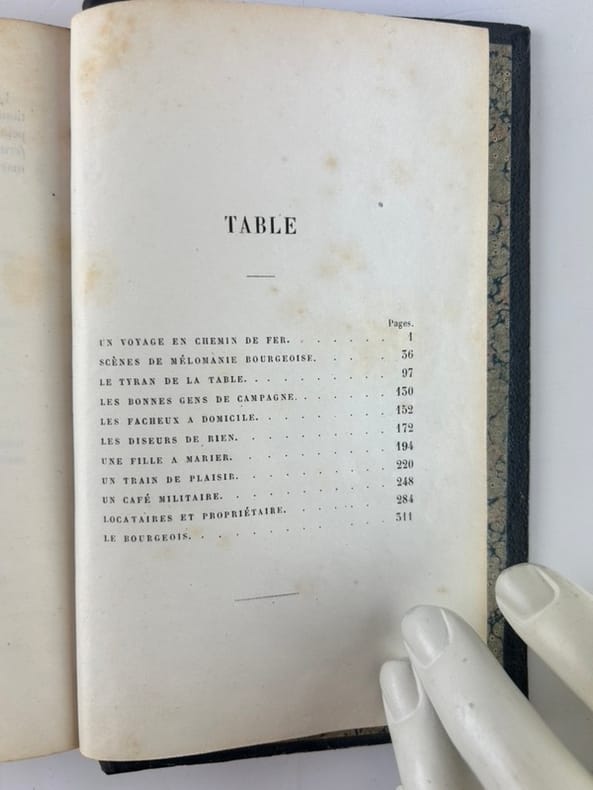 TABLE
Pages.
UN VOYAGE EN CHEMIN DE FER. . . . . . . 1
SCÈNES DE MÉLOMANIE BOURGEOISE. . . . . 36
LE TYRAN DE LA TABLE. . . . . . . . . 97
LES BONNES GENS DE CAMPAGNE. . . . . . . 130
LES FACHEUX A DOMICILE. . . . . . . . 152
LES DISEURS DE RIEN. . . . . . . . . 172
UNE FILLE A MARIER. . . . . . . . . 194
UN TRAIN DE PLAISIR. . . . . . . . . 220
UN CAFÉ MILITAIRE. . . . . . . . . . 248
LOCATAIRES ET PROPRIÉTAIRE. . . . . . . 284
LE BOURGEOIS. . . . . . . . . . . 311